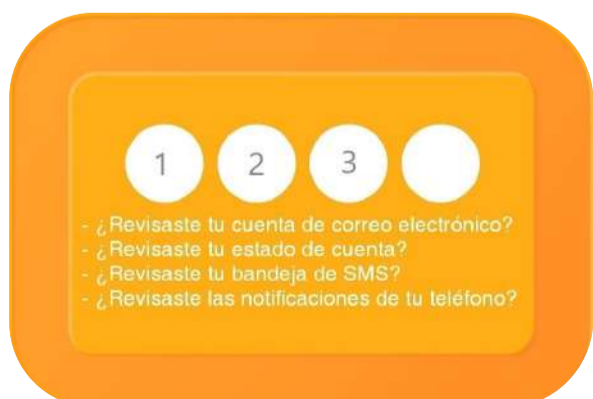 1 2 3
- ¿Revisaste tu cuenta de correo electrónico?
- ¿Revisaste tu estado de cuenta?
- ¿Revisaste tu bandeja de SMS?
- ¿Revisaste las notificaciones de tu teléfono?